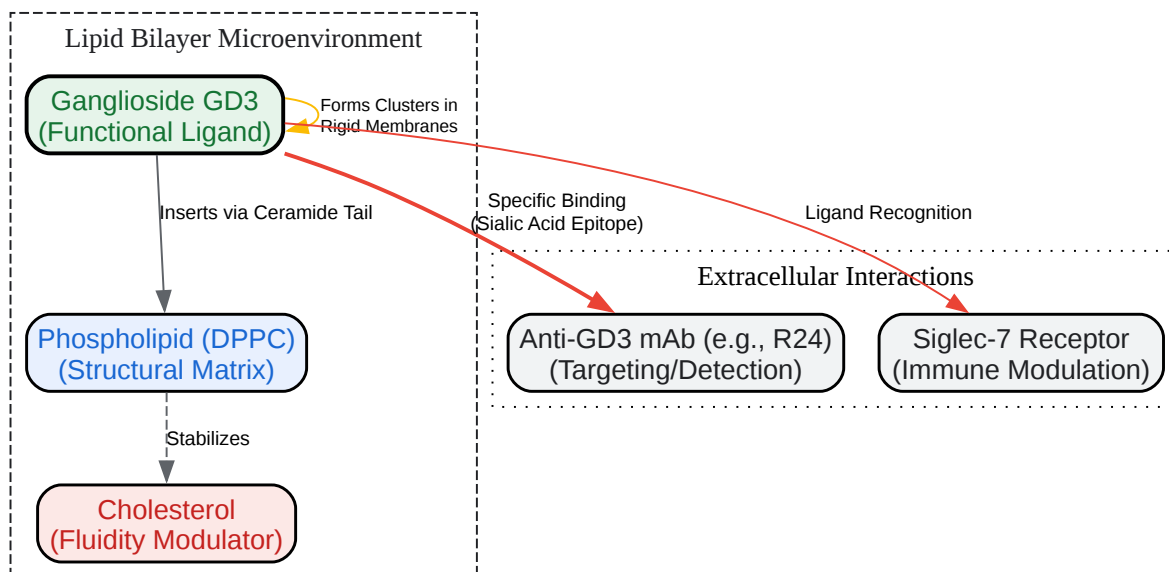 Lipid Bilayer Microenvironment
Ganglioside GD3
(Functional Ligand)
Forms Clusters in
Rigid Membranes
Inserts via Ceramide Tail
Specific Binding
(Sialic Acid Epitope)
Ligand Recognition
Extracellular Interactions
Phospholipid (DPPC)
(Structural Matrix)
Anti-GD3 mAb (e.g., R24)
(Targeting/Detection)
Siglec-7 Receptor
(Immune Modulation)
Stabilizes
Cholesterol
(Fluidity Modulator)